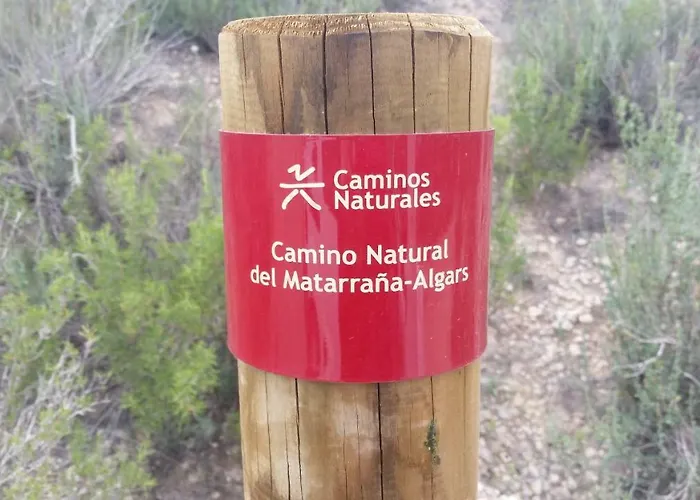 Caminos
Naturales
Camino Natural
del Matarraña-Algars